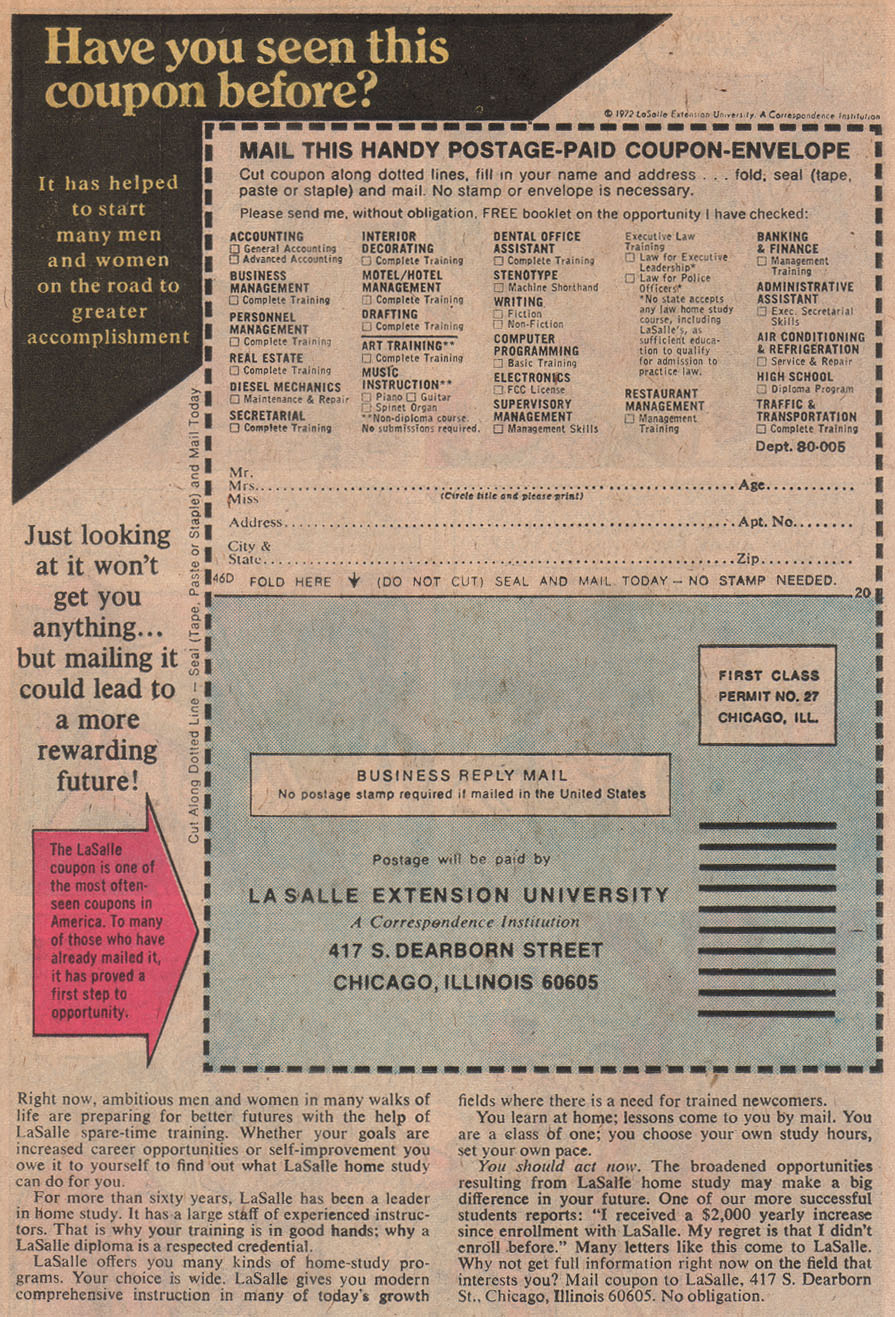 Have you seen this
coupon before?
It has helped
to start
many men
and women
on the road to
greater
accomplishment
© 1972 LaSalle Extension University, A Correspondence Institution
MAIL THIS HANDY POSTAGE-PAID COUPON-ENVELOPE
Cut coupon along dotted lines, fill in your name and address . . . fold, seal (tape,
paste or staple) and mail. No stamp or envelope is necessary.
Please send me, without obligation, FREE booklet on the opportunity I have checked:
ACCOUNTING
☐ General Accounting
☐ Advanced Accounting
BUSINESS
MANAGEMENT
☐ Complete Training
PERSONNEL
MANAGEMENT
☐ Complete Training
REAL ESTATE
☐ Complete Training
DIESEL MECHANICS
☐ Maintenance & Repair
SECRETARIAL
☐ Complete Training
INTERIOR
DECORATING
☐ Complete Training
MOTEL/HOTEL
MANAGEMENT
☐ Complete Training
DRAFTING
☐ Complete Training
ART TRAINING**
☐ Complete Training
MUSIC
INSTRUCTION**
☐ Piano ☐ Guitar
☐ Spinet Organ
**Non-diploma course.
No submissions required.
DENTAL OFFICE
ASSISTANT
☐ Complete Training
STENOTYPE
☐ Machine Shorthand
WRITING
☐ Fiction
☐ Non-Fiction
COMPUTER
PROGRAMMING
☐ Basic Training
ELECTRONICS
☐ FCC License
SUPERVISORY
MANAGEMENT
☐ Management Skills
Executive Law
Training
☐ Law for Executive
Leadership*
☐ Law for Police
Officers*
*No state accepts
any law home study
course, including
LaSalle's, as
sufficient educa-
tion to qualify
for admission to
practice law.
RESTAURANT
MANAGEMENT
☐ Management
Training
BANKING
& FINANCE
☐ Management
Training
ADMINISTRATIVE
ASSISTANT
☐ Exec. Secretarial
Skills
AIR CONDITIONING
& REFRIGERATION
☐ Service & Repair
HIGH SCHOOL
☐ Diploma Program
TRAFFIC &
TRANSPORTATION
☐ Complete Training
Dept. 80-005
Mr.
Mrs. Age
Miss (Circle title and please print)
Address Apt. No.
City &
State Zip
46D FOLD HERE (DO NOT CUT) SEAL AND MAIL TODAY — NO STAMP NEEDED.
20
Cut Along Dotted Line — Seal (Tape, Paste or Staple) and Mail Today
Just looking
at it won't
get you
anything...
but mailing it
could lead to
a more
rewarding
future!
The LaSalle
coupon is one of
the most often-
seen coupons in
America. To many
of those who have
already mailed it,
it has proved a
first step to
opportunity.
FIRST CLASS
PERMIT NO. 27
CHICAGO, ILL.
BUSINESS REPLY MAIL
No postage stamp required if mailed in the United States
Postage will be paid by
LA SALLE EXTENSION UNIVERSITY
A Correspondence Institution
417 S. DEARBORN STREET
CHICAGO, ILLINOIS 60605
Right now, ambitious men and women in many walks of
life are preparing for better futures with the help of
LaSalle spare-time training. Whether your goals are
increased career opportunities or self-improvement you
owe it to yourself to find out what LaSalle home study
can do for you.
For more than sixty years, LaSalle has been a leader
in home study. It has a large staff of experienced instruc-
tors. That is why your training is in good hands; why a
LaSalle diploma is a respected credential.
LaSalle offers you many kinds of home-study pro-
grams. Your choice is wide. LaSalle gives you modern
comprehensive instruction in many of today's growth
fields where there is a need for trained newcomers.
You learn at home; lessons come to you by mail. You
are a class of one; you choose your own study hours,
set your own pace.
You should act now. The broadened opportunities
resulting from LaSalle home study may make a big
difference in your future. One of our more successful
students reports: "I received a $2,000 yearly increase
since enrollment with LaSalle. My regret is that I didn't
enroll before." Many letters like this come to LaSalle.
Why not get full information right now on the field that
interests you? Mail coupon to LaSalle, 417 S. Dearborn
St., Chicago, Illinois 60605. No obligation.